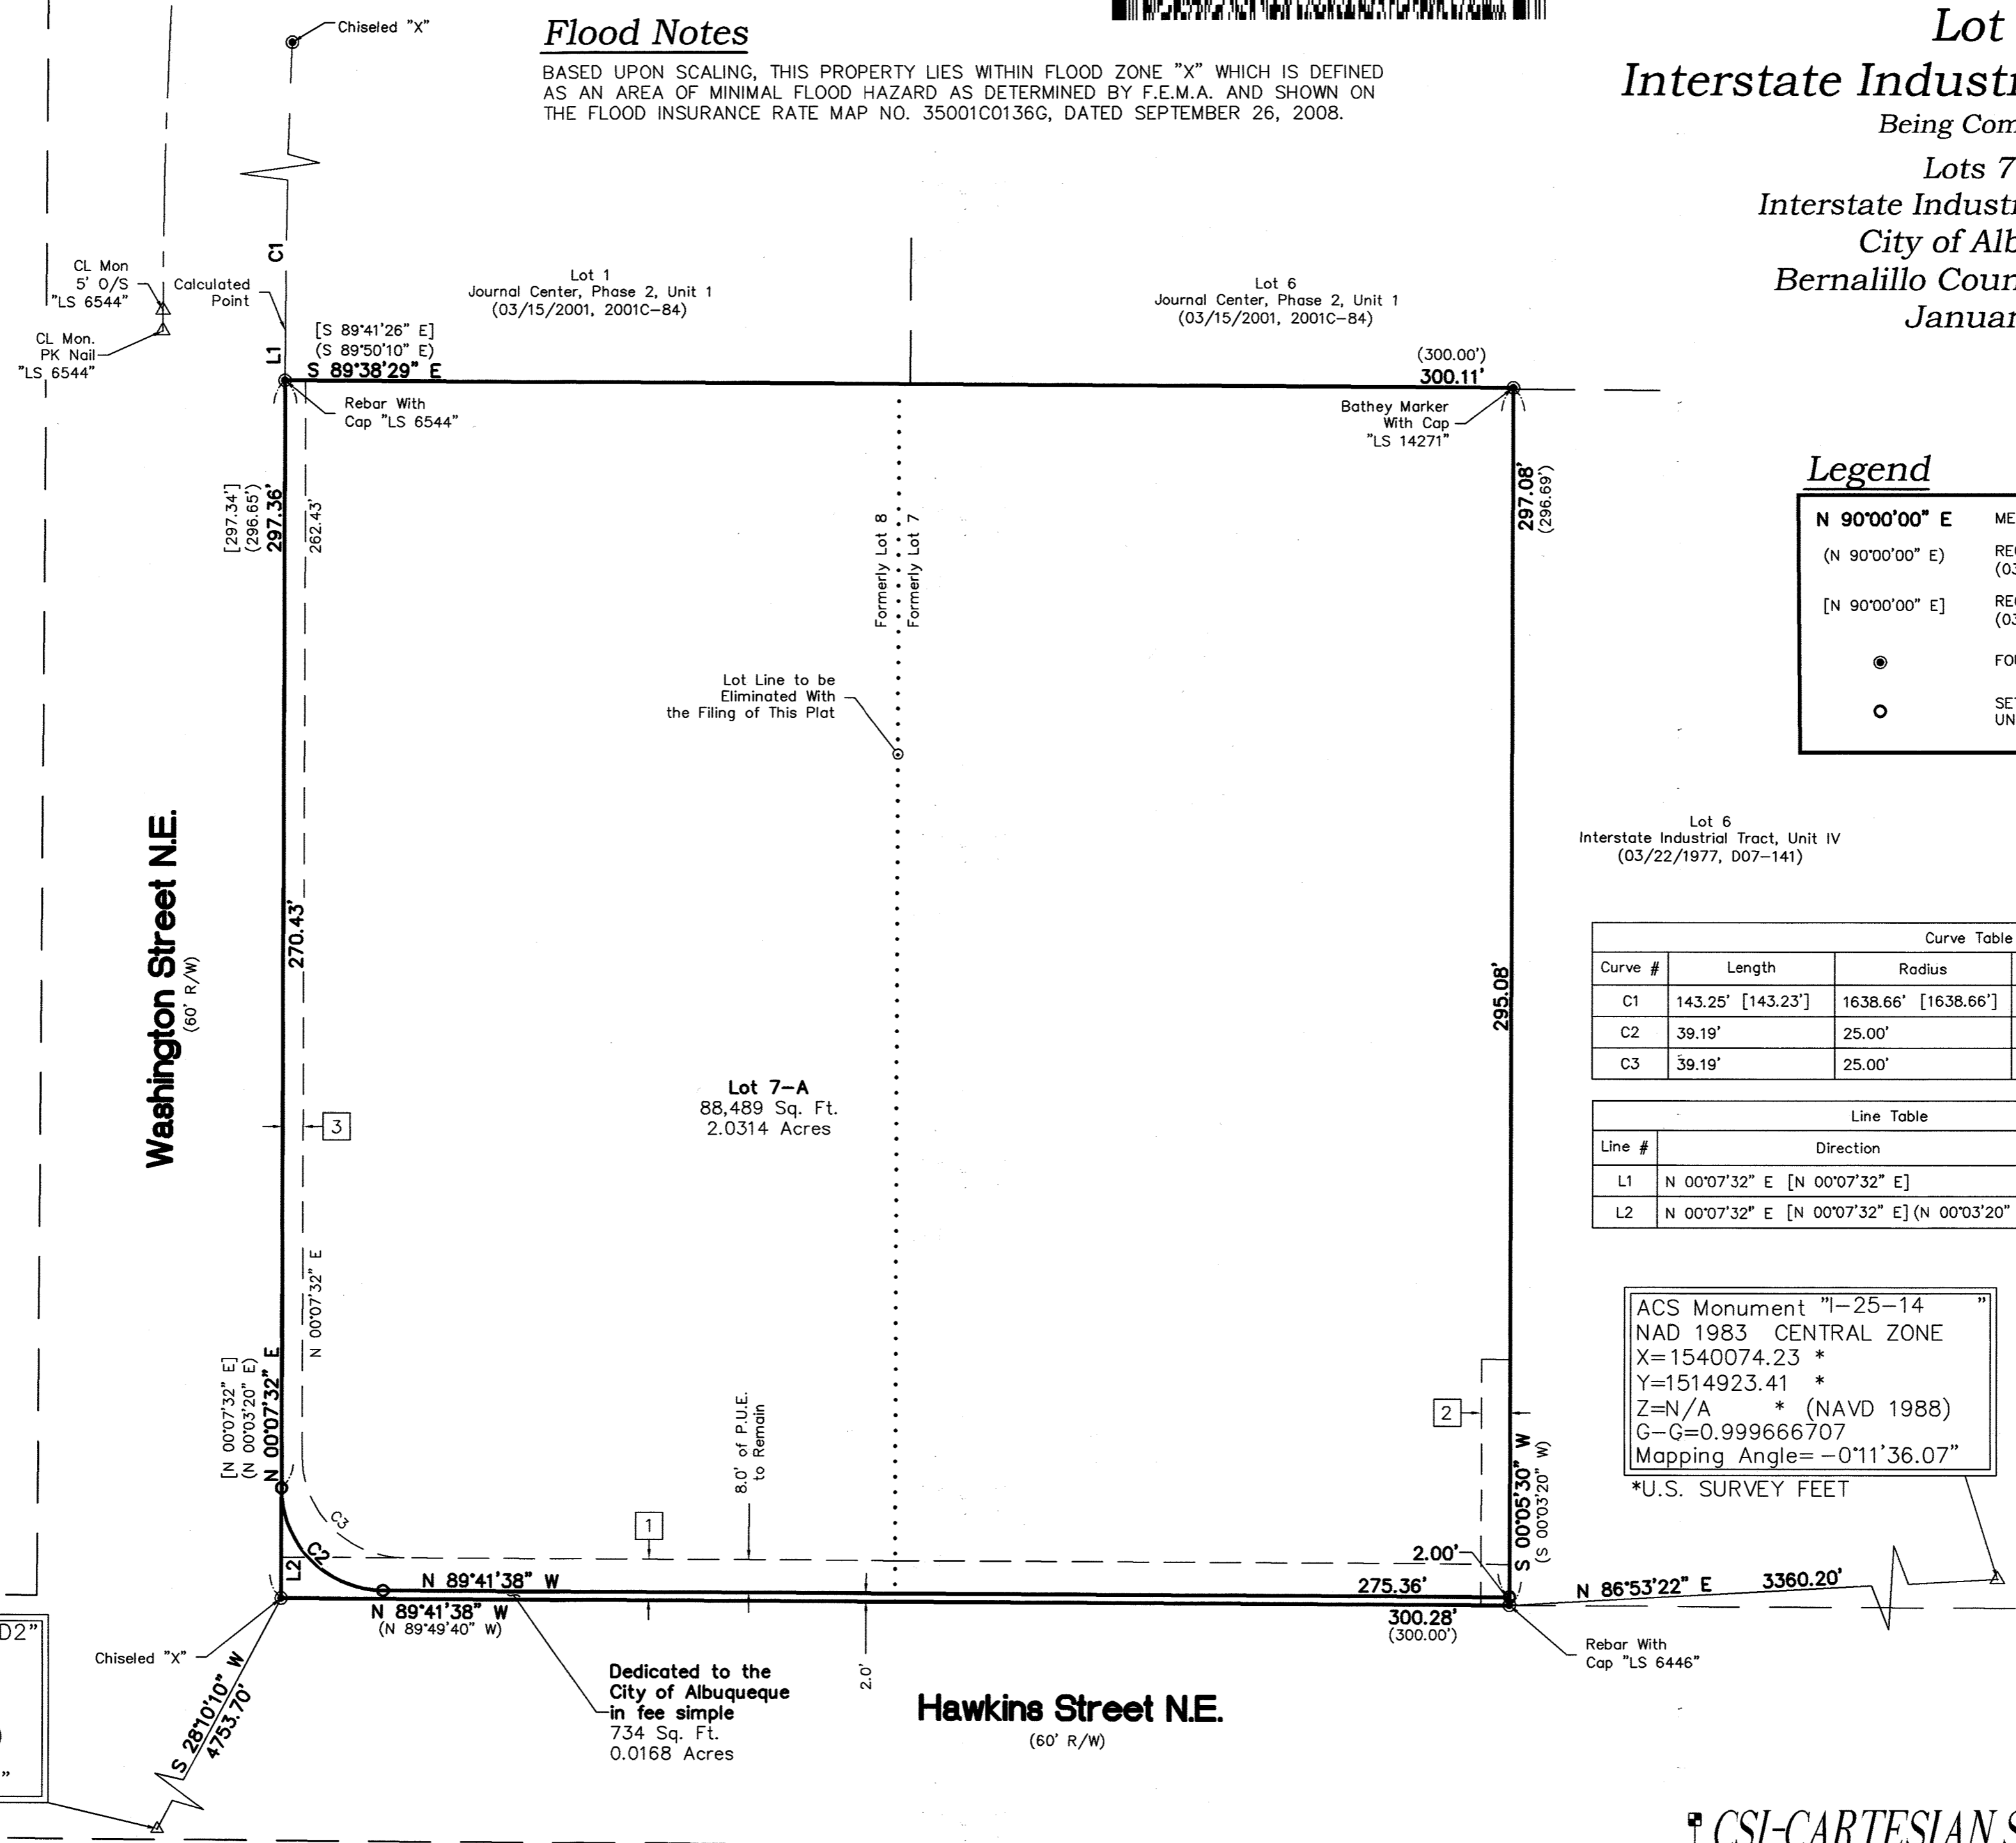 Chiseled "X"
Flood Notes
BASED UPON SCALING, THIS PROPERTY LIES WITHIN FLOOD ZONE "X" WHICH IS DEFINED
AS AN AREA OF MINIMAL FLOOD HAZARD AS DETERMINED BY F.E.M.A. AND SHOWN ON
THE FLOOD INSURANCE RATE MAP NO. 35001C0136G, DATED SEPTEMBER 26, 2008.
Lot
Interstate Industri
Being Com
Lots 7
Interstate Industri
City of Alb
Bernalillo Coun
Januar
C1
CL Mon
5' O/S
"LS 6544"
Calculated
Point
CL Mon.
PK Nail
"LS 6544"
L1
Lot 1
Journal Center, Phase 2, Unit 1
(03/15/2001, 2001C-84)
Lot 6
Journal Center, Phase 2, Unit 1
(03/15/2001, 2001C-84)
[S 89°41'26" E]
(S 89°50'10" E)
S 89°38'29" E
(300.00')
300.11'
Rebar With
Cap "LS 6544"
Bathey Marker
With Cap
"LS 14271"
[297.34']
(296.65')
297.36'
262.43'
297.08'
(296.69')
Formerly Lot 8
Formerly Lot 7
Lot Line to be
Eliminated With
the Filing of This Plat
Legend
N 90°00'00" E ME
(N 90°00'00" E) RE
(03
[N 90°00'00" E] RE
(03
FOU
SET
UN
Lot 6
Interstate Industrial Tract, Unit IV
(03/22/1977, D07-141)
Washington Street N.E.
(60' R/W)
270.43'
295.08'
Lot 7-A
88,489 Sq. Ft.
2.0314 Acres
3
Curve Table
Curve # Length Radius
C1 143.25' [143.23'] 1638.66' [1638.66']
C2 39.19' 25.00'
C3 39.19' 25.00'
Line Table
Line # Direction
L1 N 00°07'32" E [N 00°07'32" E]
L2 N 00°07'32" E [N 00°07'32" E] (N 00°03'20"
ACS Monument "I-25-14 "
NAD 1983 CENTRAL ZONE
X=1540074.23 *
Y=1514923.41 *
Z=N/A * (NAVD 1988)
G-G=0.999666707
Mapping Angle= -0°11'36.07"
*U.S. SURVEY FEET
N 00°07'32" E
[N 00°07'32" E]
(N 00°03'20" E)
N 00°07'32" E
8.0' of P.U.E.
to Remain
2
S 00°05'30" W
(S 00°03'20" W)
C3
C2
L2
1
2.00'
N 89°41'38" W
275.36'
N 89°41'38" W
(N 89°49'40" W)
300.28'
(300.00')
N 86°53'22" E 3360.20'
D2"
Chiseled "X"
Rebar With
Cap "LS 6446"
S 28°10'10" W
4753.70'
Dedicated to the
City of Albuqueque
in fee simple
734 Sq. Ft.
0.0168 Acres
2.0'
Hawkins Street N.E.
(60' R/W)
CSI-CARTESIAN S